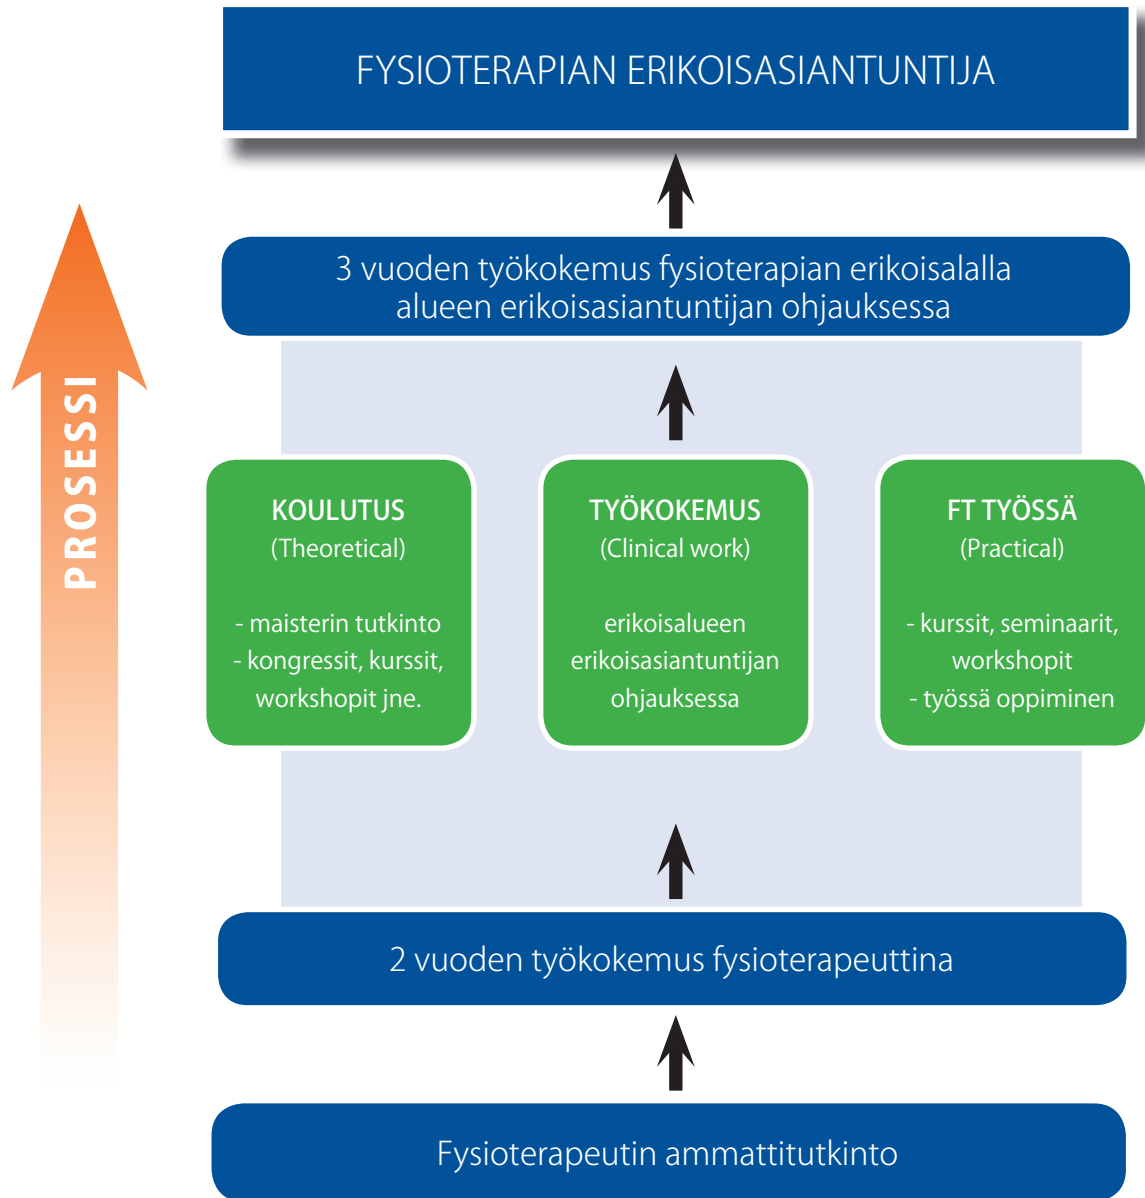 FYSIOTERAPIAN ERIKOISASIANTUNTIJA
3 vuoden työkokemus fysioterapian erikoisalalla
alueen erikoisasiantuntijan ohjauksessa
PROSESSI
KOULUTUS
(Theoretical)
- maisterin tutkinto
- kongressit, kurssit,
workshopit jne.
TYÖKOKEMUS
(Clinical work)
erikoisalueen
erikoisasiantuntijan
ohjauksessa
FT TYÖSSÄ
(Practical)
- kurssit, seminaarit,
workshopit
- työssä oppiminen
2 vuoden työkokemus fysioterapeuttina
Fysioterapeutin ammattitutkinto